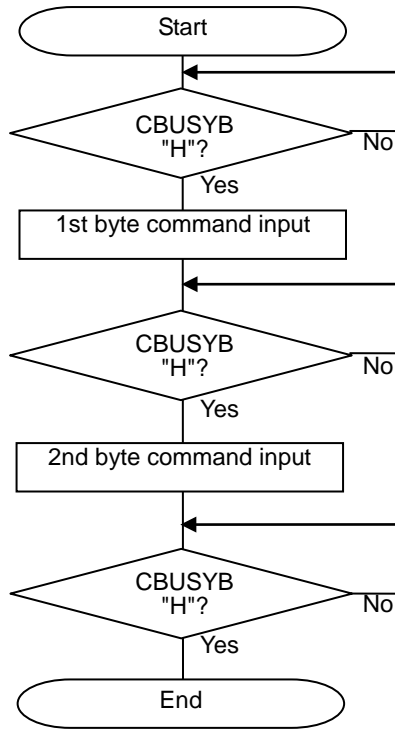 Start
CBUSYB
"H"?
No
Yes
1st byte command input
CBUSYB
"H"?
No
Yes
2nd byte command input
CBUSYB
"H"?
No
Yes
End